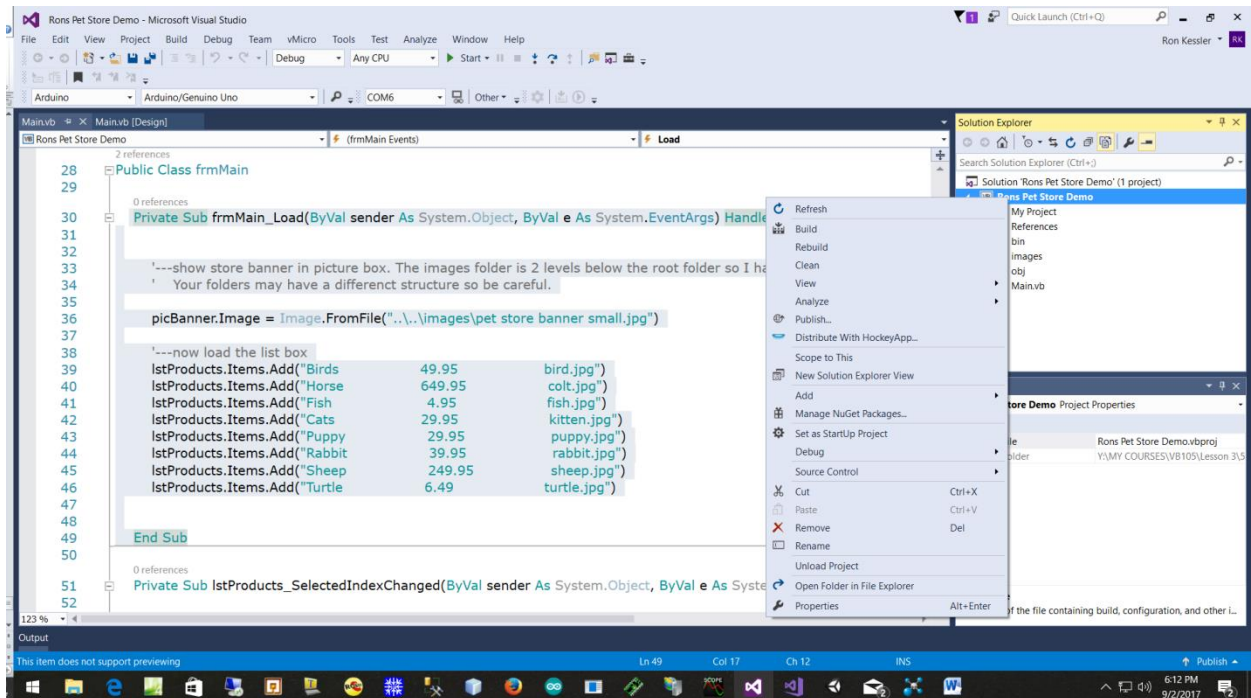 Rons Pet Store Demo - Microsoft Visual Studio
1
Quick Launch (Ctrl+Q)
File Edit View Project Build Debug Team vMicro Tools Test Analyze Window Help
Ron Kessler
RK
Debug
Any CPU
Start
Arduino
Arduino/Genuino Uno
COM6
Other
Main.vb
Main.vb [Design]
Rons Pet Store Demo
(frmMain Events)
Load
2 references
28 Public Class frmMain
29
0 references
30 Private Sub frmMain_Load(ByVal sender As System.Object, ByVal e As System.EventArgs) Handle
31
32
33 '---show store banner in picture box. The images folder is 2 levels below the root folder so I ha
34 ' Your folders may have a differenct structure so be careful.
35
36 picBanner.Image = Image.FromFile("..\..\images\pet store banner small.jpg")
37
38 '---now load the list box
39 lstProducts.Items.Add("Birds 49.95 bird.jpg")
40 lstProducts.Items.Add("Horse 649.95 colt.jpg")
41 lstProducts.Items.Add("Fish 4.95 fish.jpg")
42 lstProducts.Items.Add("Cats 29.95 kitten.jpg")
43 lstProducts.Items.Add("Puppy 29.95 puppy.jpg")
44 lstProducts.Items.Add("Rabbit 39.95 rabbit.jpg")
45 lstProducts.Items.Add("Sheep 249.95 sheep.jpg")
46 lstProducts.Items.Add("Turtle 6.49 turtle.jpg")
47
48
49 End Sub
50
0 references
51 Private Sub lstProducts_SelectedIndexChanged(ByVal sender As System.Object, ByVal e As Syste
52
123 %
Refresh
Build
Rebuild
Clean
View
Analyze
Publish...
Distribute With HockeyApp...
Scope to This
New Solution Explorer View
Add
Manage NuGet Packages...
Set as StartUp Project
Debug
Source Control
Cut Ctrl+X
Paste Ctrl+V
Remove Del
Rename
Unload Project
Open Folder in File Explorer
Properties Alt+Enter
Solution Explorer
Search Solution Explorer (Ctrl+;)
Solution 'Rons Pet Store Demo' (1 project)
Rons Pet Store Demo
My Project
References
bin
images
obj
Main.vb
tore Demo Project Properties
le Rons Pet Store Demo.vbproj
older Y:\MY COURSES\VB105\Lesson 3\5
of the file containing build, configuration, and other i...
Output
This item does not support previewing
Ln 49 Col 17 Ch 12 INS
Publish
6:12 PM
9/2/2017